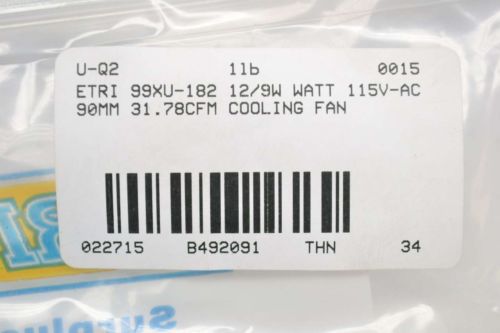 U-Q2 1lb 0015
ETRI 99XU-182 12/9W WATT 115V-AC
90MM 31.78CFM COOLING FAN
022715 B492091 THN 34